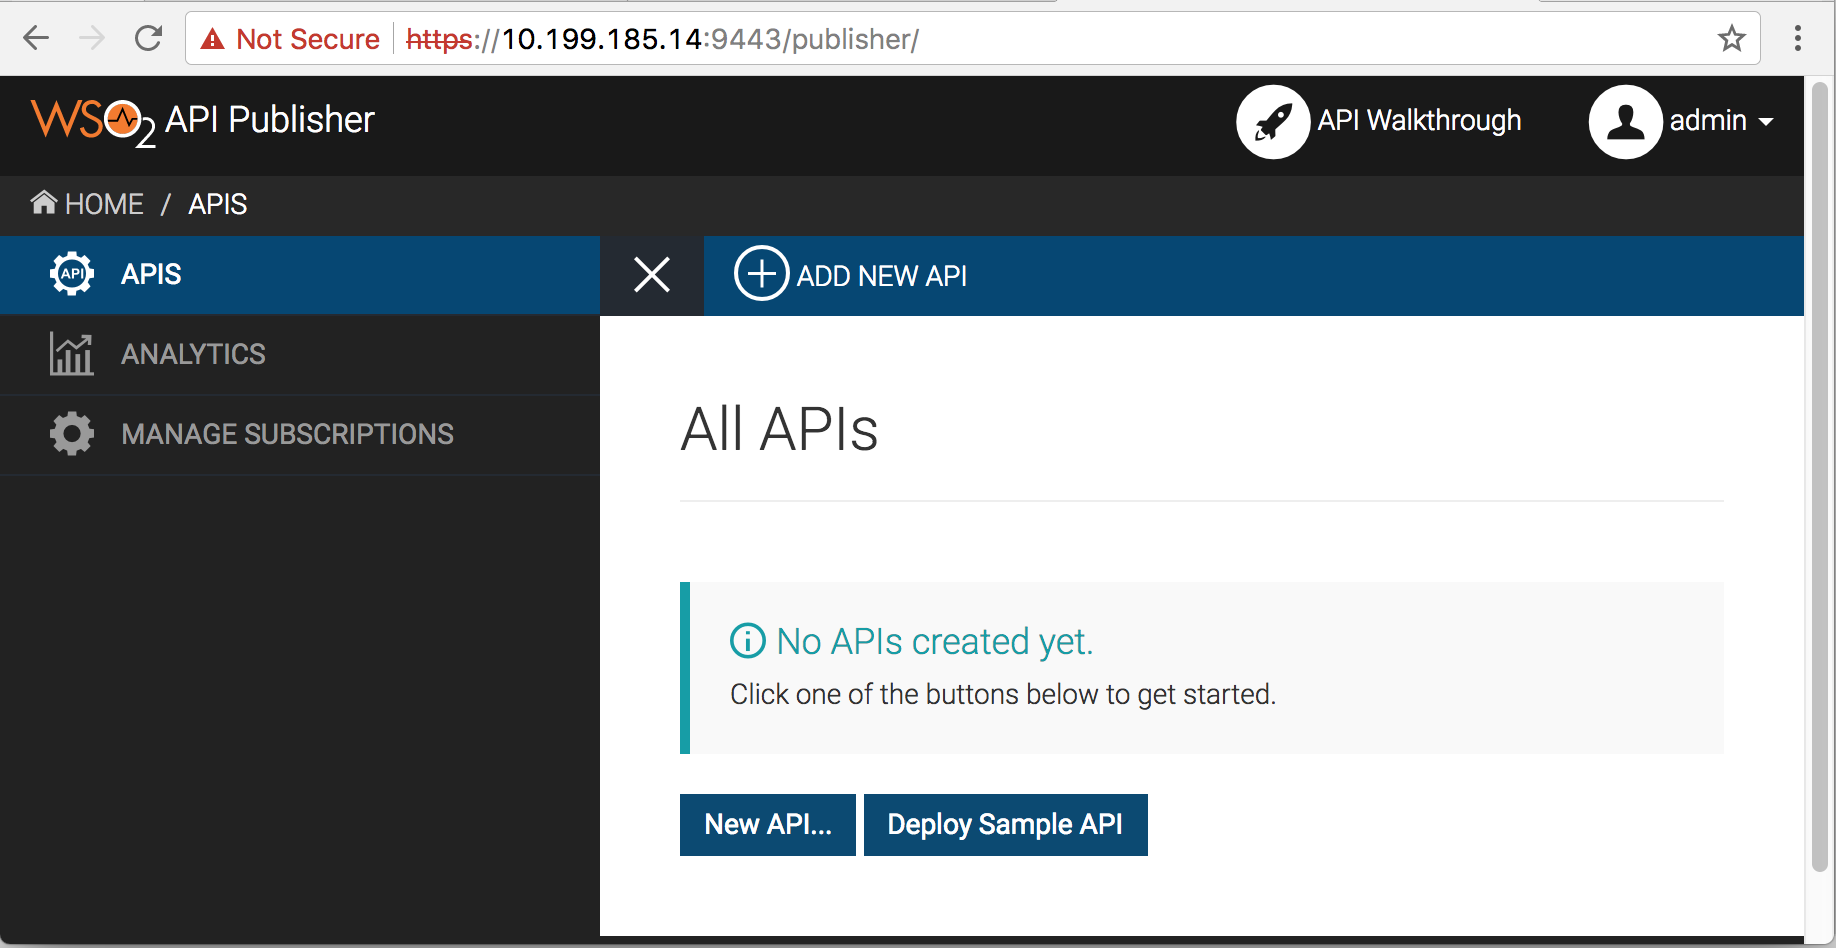 Not Secure https://10.199.185.14:9443/publisher/
WSO2 API Publisher
API Walkthrough
admin
HOME / APIS
API APIS
ADD NEW API
ANALYTICS
MANAGE SUBSCRIPTIONS
All APIs
No APIs created yet.
Click one of the buttons below to get started.
New API...
Deploy Sample API